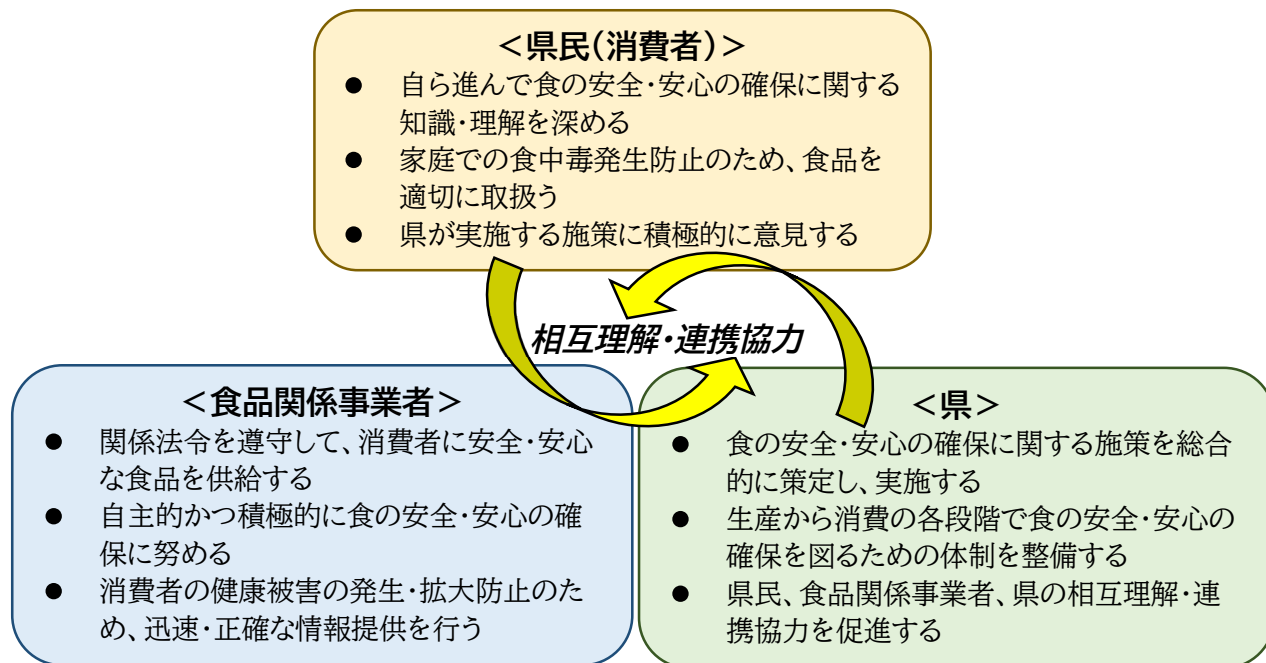 ＜県民（消費者）＞
● 自ら進んで食の安全・安心の確保に関する
知識・理解を深める
● 家庭での食中毒発生防止のため、食品を
適切に取扱う
● 県が実施する施策に積極的に意見する
相互理解・連携協力
＜食品関係事業者＞
● 関係法令を遵守して、消費者に安全・安心
な食品を供給する
● 自主的かつ積極的に食の安全・安心の確
保に努める
● 消費者の健康被害の発生・拡大防止のた
め、迅速・正確な情報提供を行う
＜県＞
● 食の安全・安心の確保に関する施策を総合
的に策定し、実施する
● 生産から消費の各段階で食の安全・安心の
確保を図るための体制を整備する
● 県民、食品関係事業者、県の相互理解・連
携協力を促進する